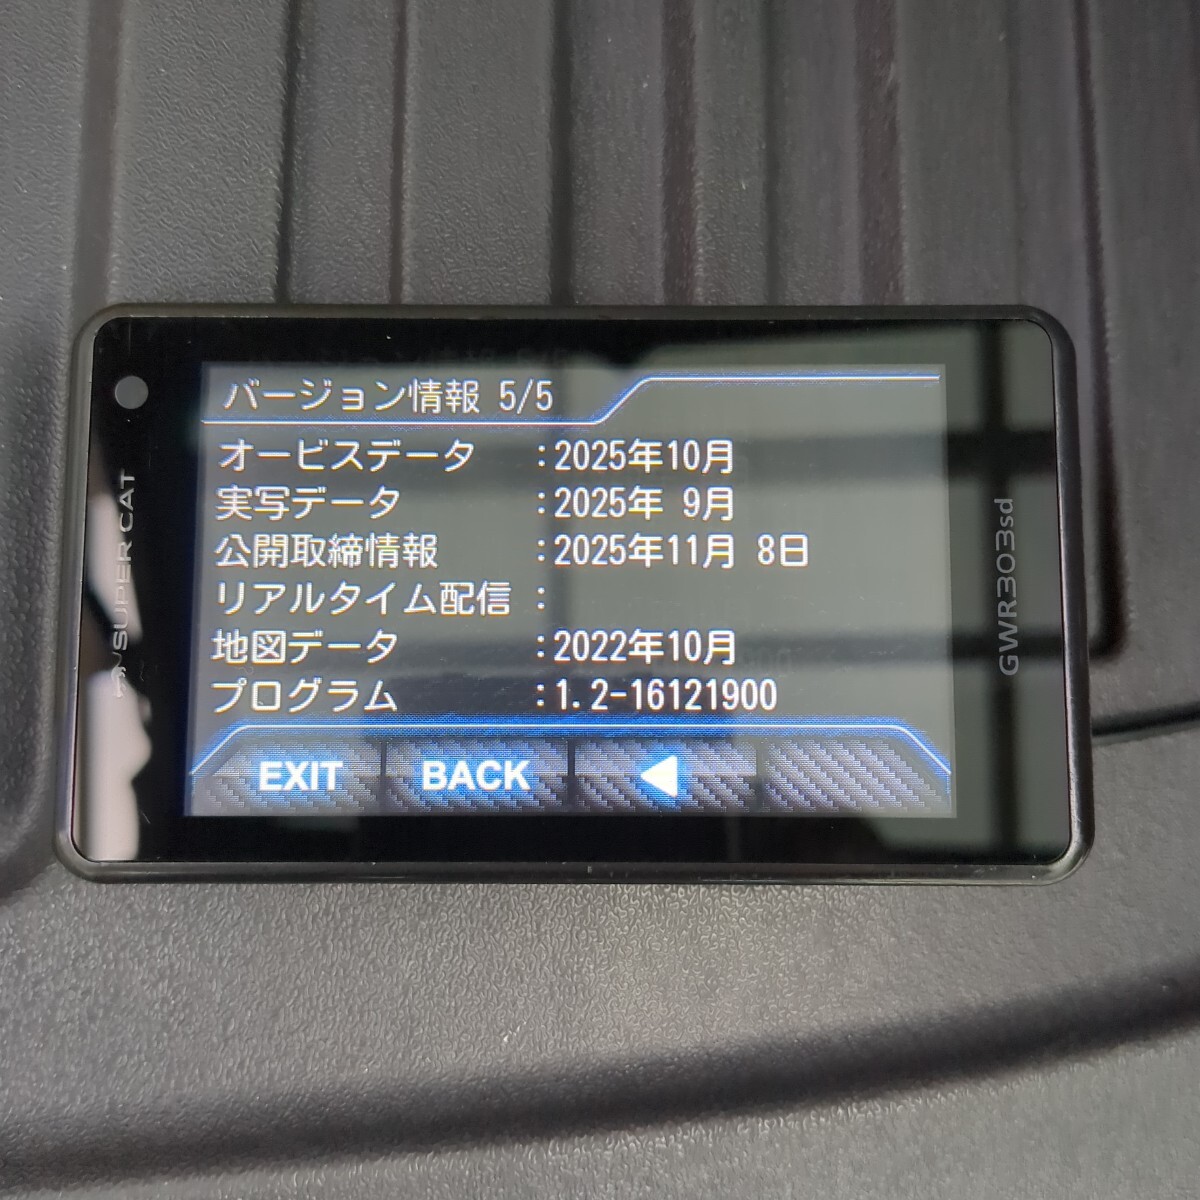 バージョン情報 5/5
オービスデータ :2025年10月
実写データ :2025年 9月
公開取締情報 :2025年11月 8日
リアルタイム配信 :
地図データ :2022年10月
プログラム :1.2-16121900
EXIT BACK ◀
SUPER CAT
GWR303sd